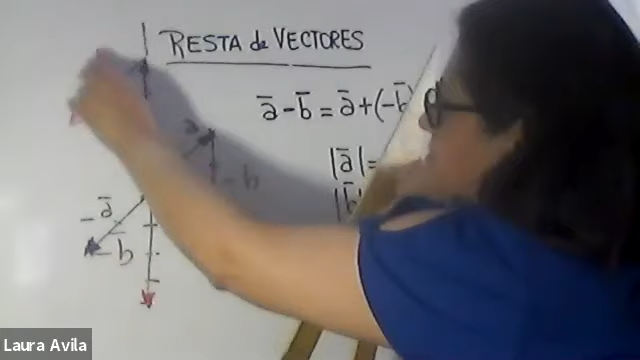 RESTA de VECTORES
a̅ - b̅ = a̅ + (-b̅
|a̅| =
a
- b
|b̅|
- a̅
- b
Laura Avila